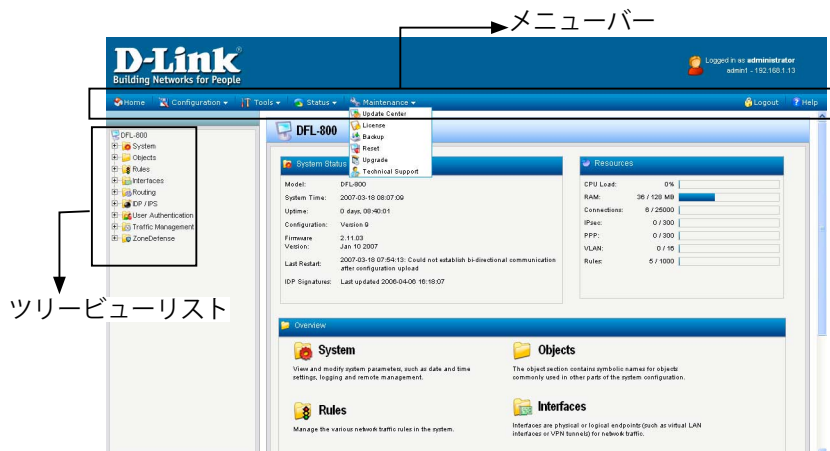 メニューバー
D-Link
Building Networks for People
Logged in as administrator
admin1 - 192.168.1.13
Home Configuration Tools Status Maintenance Logout Help
Update Center
License
Backup
Reset
Upgrade
Technical Support
DFL-800
System
Objects
Rules
Interfaces
Routing
IDP / IPS
User Authentication
Traffic Management
ZoneDefense
ツリービューリスト
DFL-800
System Status
Model: DFL-800
System Time: 2007-03-18 08:07:09
Uptime: 0 days, 08:40:01
Configuration: Version 9
Firmware Version: 2.11.03
Jan 10 2007
Last Restart: 2007-03-18 07:54:13: Could not establish bi-directional communication
after configuration upload
IDP Signatures: Last updated 2006-04-06 16:18:07
Resources
CPU Load: 0%
RAM: 36 / 128 MB
Connections: 6 / 25000
IPsec: 0 / 300
PPP: 0 / 300
VLAN: 0 / 16
Rules: 5 / 1000
Overview
System
View and modify system parameters, such as date and time
settings, logging and remote management.
Objects
The object section contains symbolic names for objects
commonly used in other parts of the system configuration.
Rules
Manage the various network traffic rules in the system.
Interfaces
Interfaces are physical or logical endpoints (such as virtual LAN
interfaces or VPN tunnels) for network traffic.